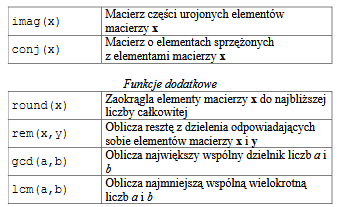 imag(x) Macierz części urojonych elementów
macierzy x
conj(x) Macierz o elementach sprzężonych
z elementami macierzy x
Funkcje dodatkowe
round(x) Zaokrągla elementy macierzy x do najbliższej
liczby całkowitej
rem(x,y) Oblicza resztę z dzielenia odpowiadających
sobie elementów macierzy x i y
gcd(a,b) Oblicza największy wspólny dzielnik liczb a i
b
lcm(a,b) Oblicza najmniejszą wspólną wielokrotną
liczb a i b